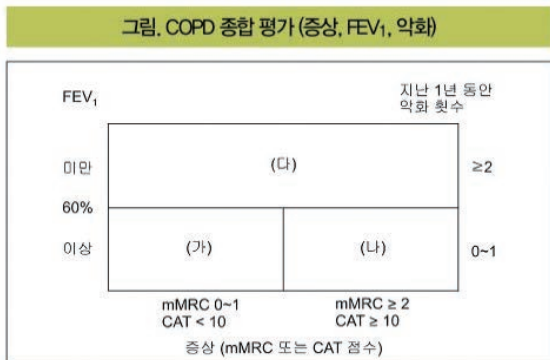 그림. COPD 종합 평가 (증상, FEV₁, 악화)
FEV₁
지난 1년 동안
악화 횟수
미만
(다)
≥2
60%
이상
(가)
(나)
0~1
mMRC 0~1
CAT < 10
mMRC ≥ 2
CAT ≥ 10
증상 (mMRC 또는 CAT 점수)